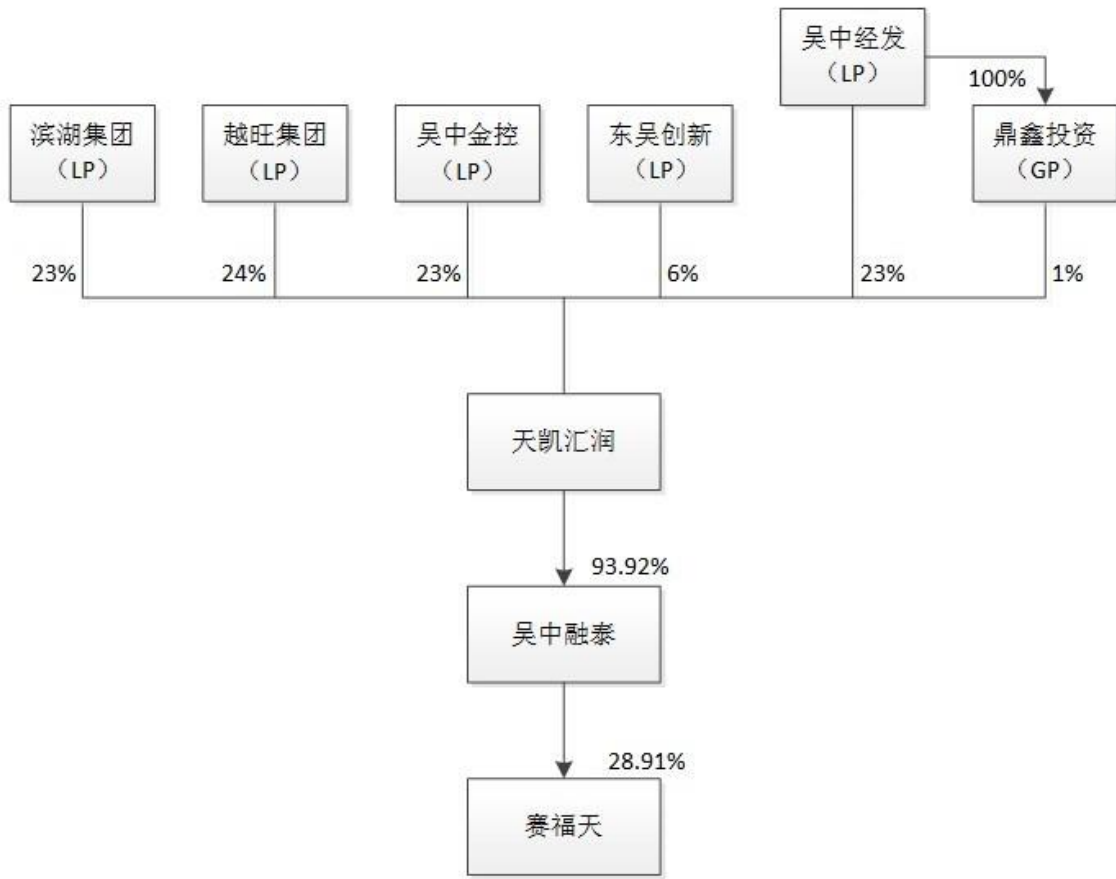 吴中经发
（LP）
100%
滨湖集团
（LP）
越旺集团
（LP）
吴中金控
（LP）
东吴创新
（LP）
鼎鑫投资
（GP）
23%
24%
23%
6%
23%
1%
天凯汇润
93.92%
吴中融泰
28.91%
赛福天